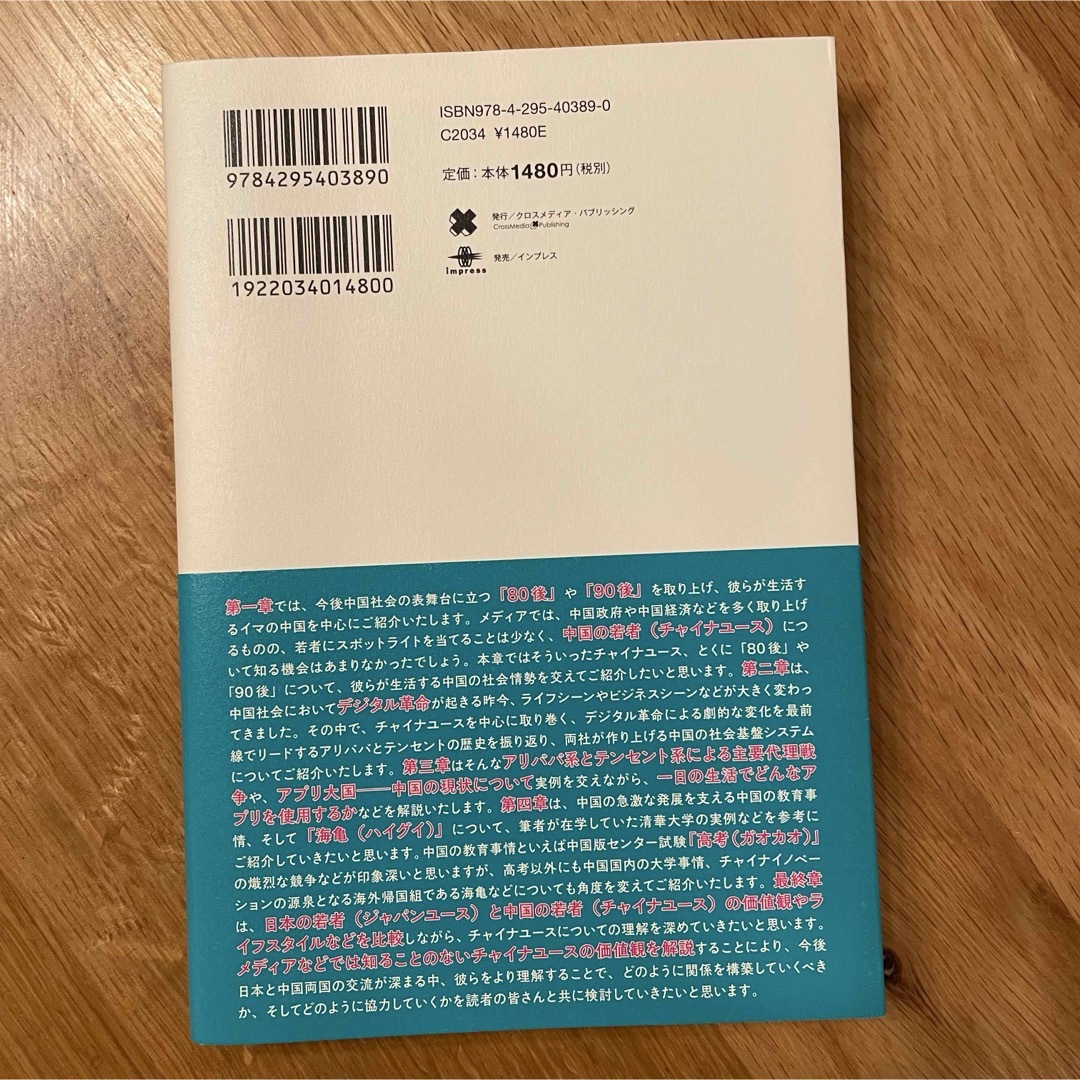 9784295403890
1922034014800
ISBN978-4-295-40389-0
C2034 ¥1480E
定価：本体1480円（税別）
発行／クロスメディア・パブリッシング
CrossMedia Publishing
impress
発売／インプレス
第一章では、今後中国社会の表舞台に立つ「80後」や「90後」を取り上げ、彼らが生活す
るイマの中国を中心にご紹介いたします。メディアでは、中国政府や中国経済などを多く取り上げ
るものの、若者にスポットライトを当てることは少なく、中国の若者（チャイナユース）につ
いて知る機会はあまりなかったでしょう。本章ではそういったチャイナユース、とくに「80後」や
「90後」について、彼らが生活する中国の社会情勢を交えてご紹介したいと思います。第二章は、
中国社会においてデジタル革命が起きる昨今、ライフシーンやビジネスシーンなどが大きく変わっ
てきました。その中で、チャイナユースを中心に取り巻く、デジタル革命による劇的な変化を最前
線でリードするアリババとテンセントの歴史を振り返り、両社が作り上げる中国の社会基盤システム
についてご紹介いたします。第三章はそんなアリババ系とテンセント系による主要代理戦
争や、アプリ大国――中国の現状について実例を交えながら、一日の生活でどんなア
プリを使用するかなどを解説いたします。第四章は、中国の急激な発展を支える中国の教育事
情、そして「海亀（ハイグイ）」について、筆者が在学していた清華大学の実例などを参考に
ご紹介していきたいと思います。中国の教育事情といえば中国版センター試験「高考（ガオカオ）」
の熾烈な競争などが印象深いと思いますが、高考以外にも中国国内の大学事情、チャイナイノベー
ションの源泉となる海外帰国組である海亀などについても角度を変えてご紹介いたします。最終章
は、日本の若者（ジャパンユース）と中国の若者（チャイナユース）の価値観やラ
イフスタイルなどを比較しながら、チャイナユースについての理解を深めていきたいと思います。
メディアなどでは知ることのないチャイナユースの価値観を解説することにより、今後
日本と中国両国の交流が深まる中、彼らをより理解することで、どのように関係を構築していくべき
か、そしてどのように協力していくかを読者の皆さんと共に検討していきたいと思います。